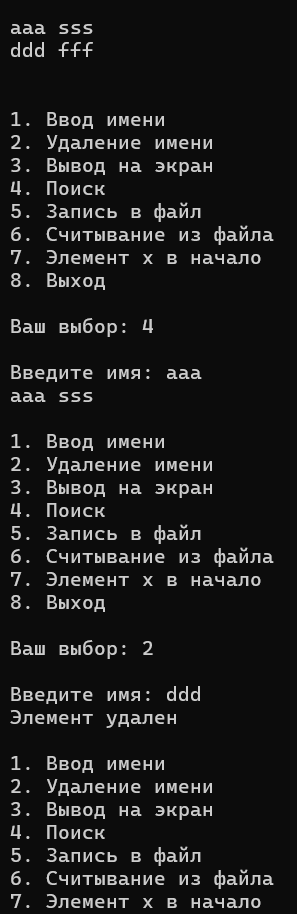 aaa sss
ddd fff
1. Ввод имени
2. Удаление имени
3. Вывод на экран
4. Поиск
5. Запись в файл
6. Считывание из файла
7. Элемент x в начало
8. Выход
Ваш выбор: 4
Введите имя: aaa
aaa sss
1. Ввод имени
2. Удаление имени
3. Вывод на экран
4. Поиск
5. Запись в файл
6. Считывание из файла
7. Элемент x в начало
8. Выход
Ваш выбор: 2
Введите имя: ddd
Элемент удален
1. Ввод имени
2. Удаление имени
3. Вывод на экран
4. Поиск
5. Запись в файл
6. Считывание из файла
7. Элемент x в начало